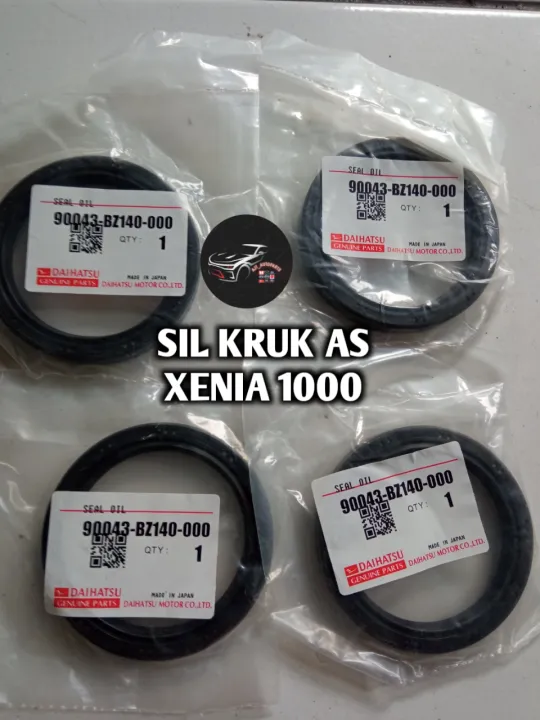 SEAL OIL
90043-BZ140-000
QTY: 1
DAIHATSU
GENUINE PARTS
MADE IN JAPAN
DAIHATSU MOTOR CO.,LTD.
SEAL OIL
90043-BZ140-000
QTY: 1
DAIHATSU
GENUINE PARTS
MADE IN JAPAN
DAIHATSU MOTOR CO.,LTD.
SIL KRUK AS
XENIA 1000
SEAL OIL
90043-BZ140-000
QTY: 1
DAIHATSU
GENUINE PARTS
MADE IN JAPAN
DAIHATSU MOTOR CO.,LTD.
SEAL OIL
90043-BZ140-000
QTY: 1
DAIHATSU
GENUINE PARTS
MADE IN JAPAN
DAIHATSU MOTOR CO.,LTD.